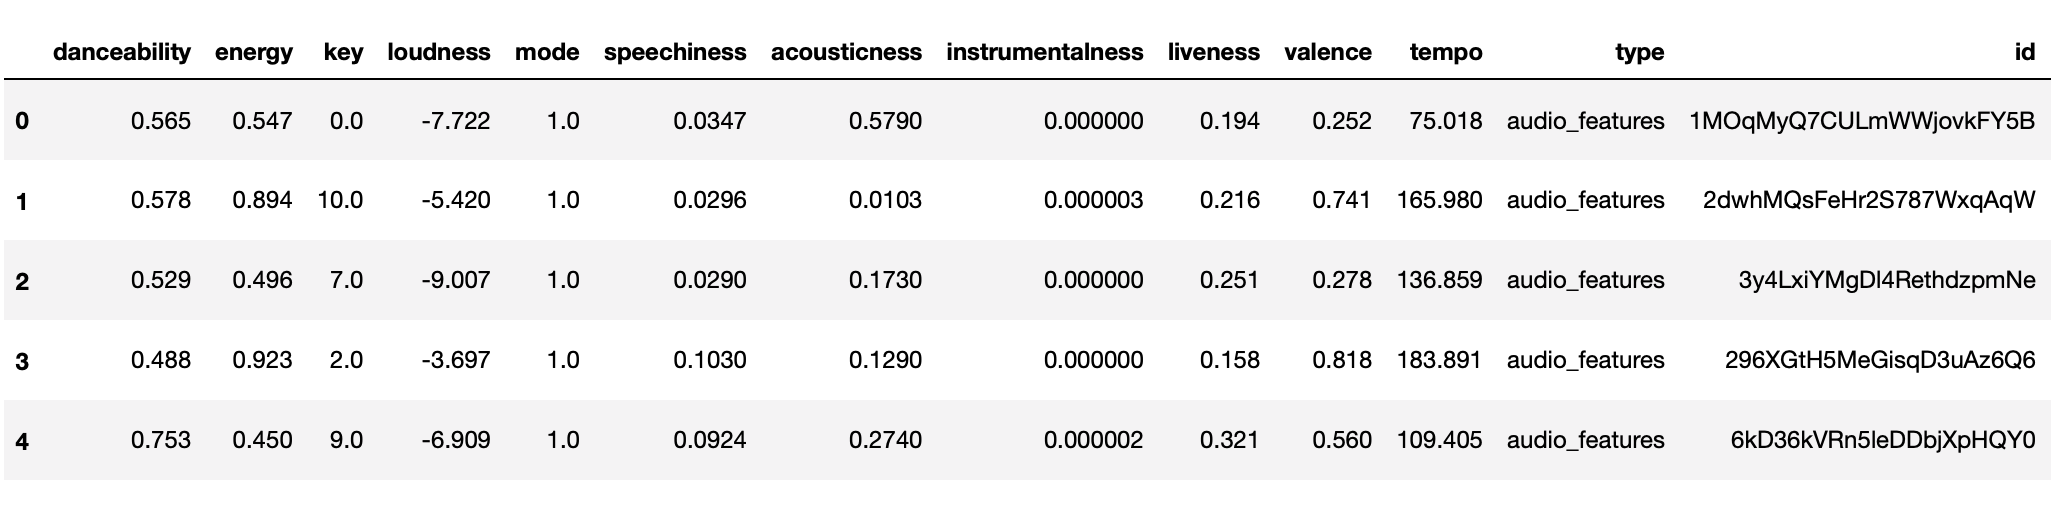 danceability energy key loudness mode speechiness acousticness instrumentalness liveness valence tempo type id
0 0.565 0.547 0.0 -7.722 1.0 0.0347 0.5790 0.000000 0.194 0.252 75.018 audio_features 1MOqMyQ7CULmWWjovkFY5B
1 0.578 0.894 10.0 -5.420 1.0 0.0296 0.0103 0.000003 0.216 0.741 165.980 audio_features 2dwhMQsFeHr2S787WxqAqW
2 0.529 0.496 7.0 -9.007 1.0 0.0290 0.1730 0.000000 0.251 0.278 136.859 audio_features 3y4LxiYMgDl4RethdzpmNe
3 0.488 0.923 2.0 -3.697 1.0 0.1030 0.1290 0.000000 0.158 0.818 183.891 audio_features 296XGtH5MeGisqD3uAz6Q6
4 0.753 0.450 9.0 -6.909 1.0 0.0924 0.2740 0.000002 0.321 0.560 109.405 audio_features 6kD36kVRn5leDDbjXpHQY0